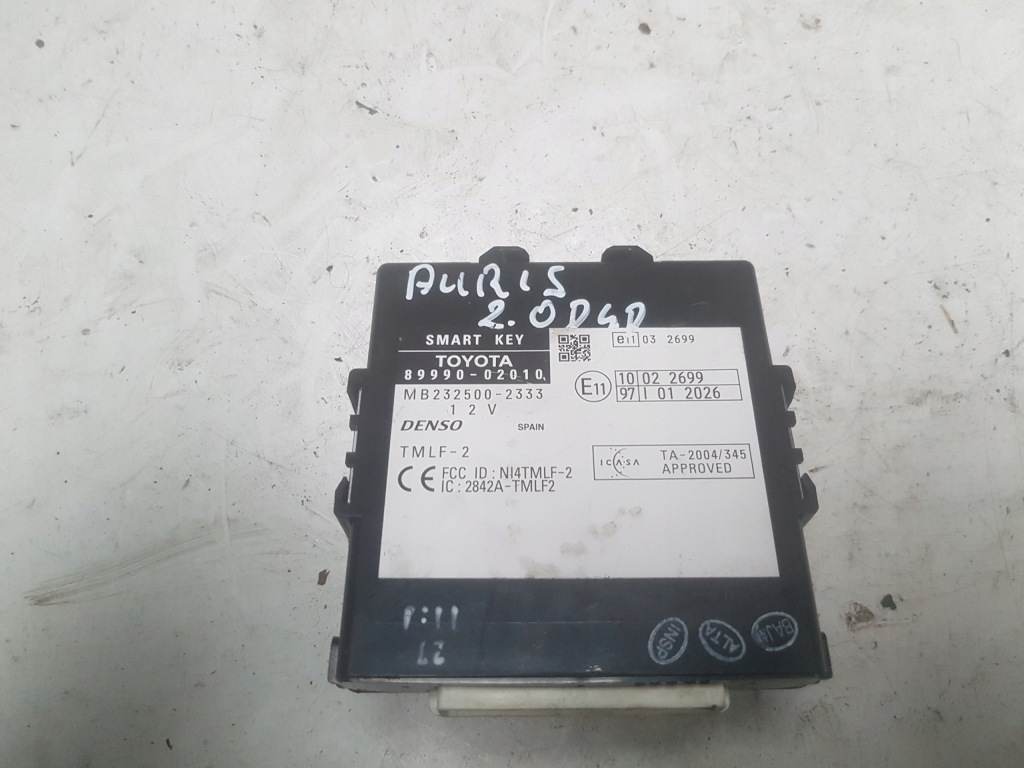 AURIS
2.0D4D
SMART KEY
TOYOTA
89990-02010
MB232500-2333
12V
DENSO SPAIN
TMLF-2
CE FCC ID : NI4TMLF-2
IC : 2842A-TMLF2
e11 03 2699
E11 10 02 2699
97 I 01 2026
ICASA TA-2004/345
APPROVED
27
INSP ALTA